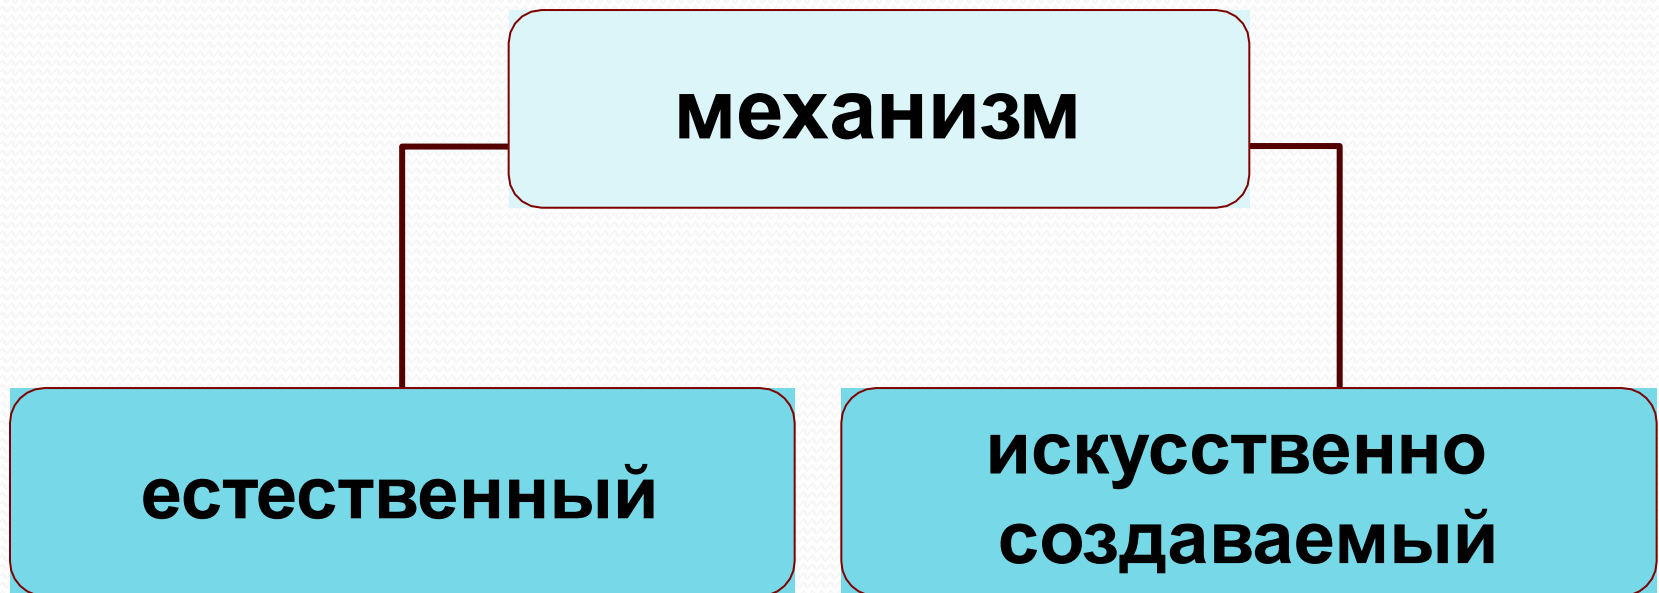 механизм
естественный
искусственно
создаваемый